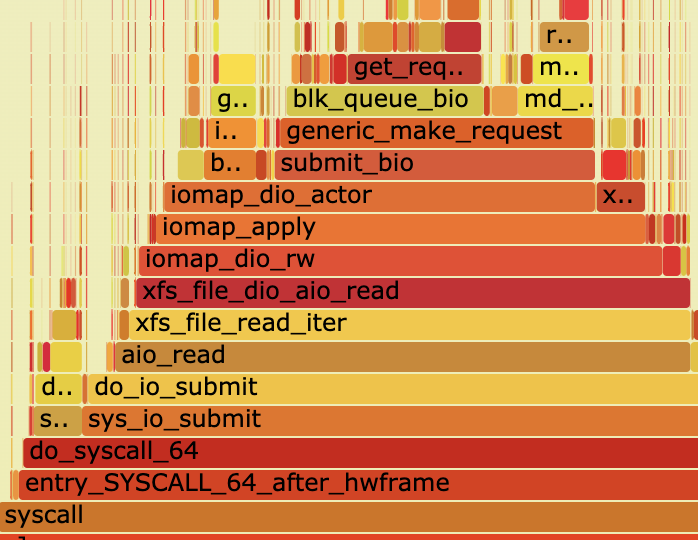 r..
get_req.. m..
g.. blk_queue_bio md_..
i.. generic_make_request
b.. submit_bio
iomap_dio_actor x..
iomap_apply
iomap_dio_rw
xfs_file_dio_aio_read
xfs_file_read_iter
aio_read
d.. do_io_submit
s.. sys_io_submit
do_syscall_64
entry_SYSCALL_64_after_hwframe
syscall